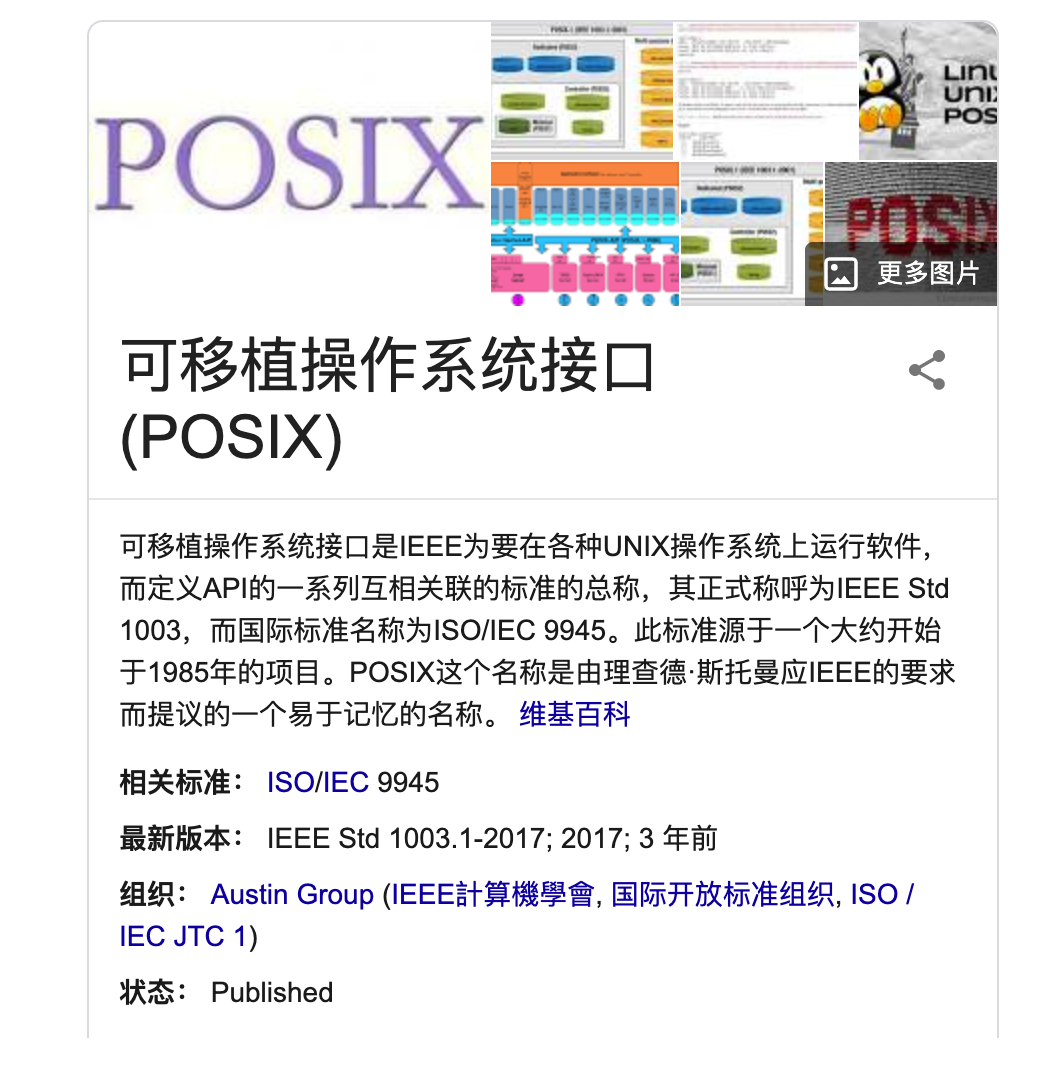 POSIX
LINU
UNI
POS
POSIX
更多图片
可移植操作系统接口
(POSIX)
可移植操作系统接口是IEEE为要在各种UNIX操作系统上运行软件，
而定义API的一系列互相关联的标准的总称，其正式称呼为IEEE Std
1003，而国际标准名称为ISO/IEC 9945。此标准源于一个大约开始
于1985年的项目。POSIX这个名称是由理查德·斯托曼应IEEE的要求
而提议的一个易于记忆的名称。 维基百科
相关标准： ISO/IEC 9945
最新版本： IEEE Std 1003.1-2017; 2017; 3 年前
组织： Austin Group (IEEE計算機學會, 国际开放标准组织, ISO /
IEC JTC 1)
状态： Published